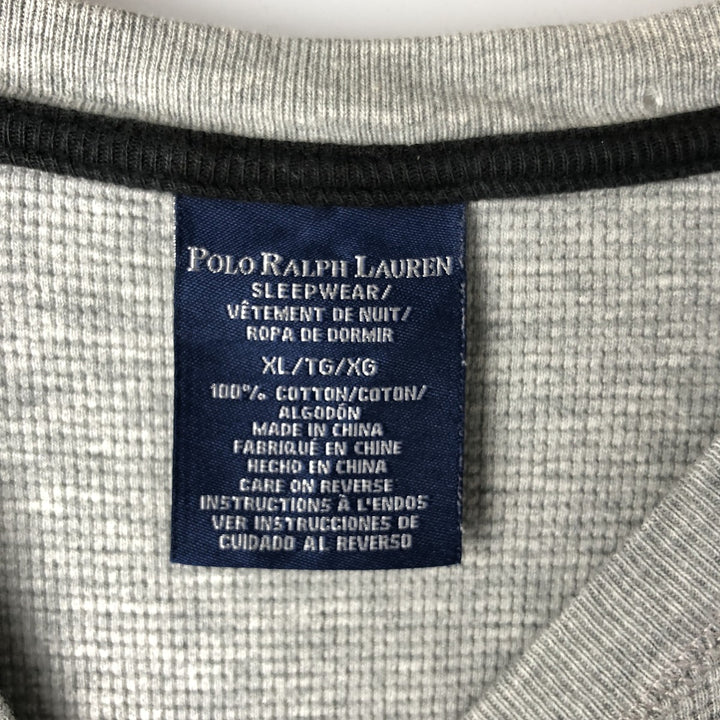 POLO RALPH LAUREN
SLEEPWEAR/
VÊTEMENT DE NUIT/
ROPA DE DORMIR
XL/TG/XG
100% COTTON/COTON/
ALGODÓN
MADE IN CHINA
FABRIQUÉ EN CHINE
HECHO EN CHINA
CARE ON REVERSE
INSTRUCTIONS À L'ENDOS
VER INSTRUCCIONES DE
CUIDADO AL REVERSO